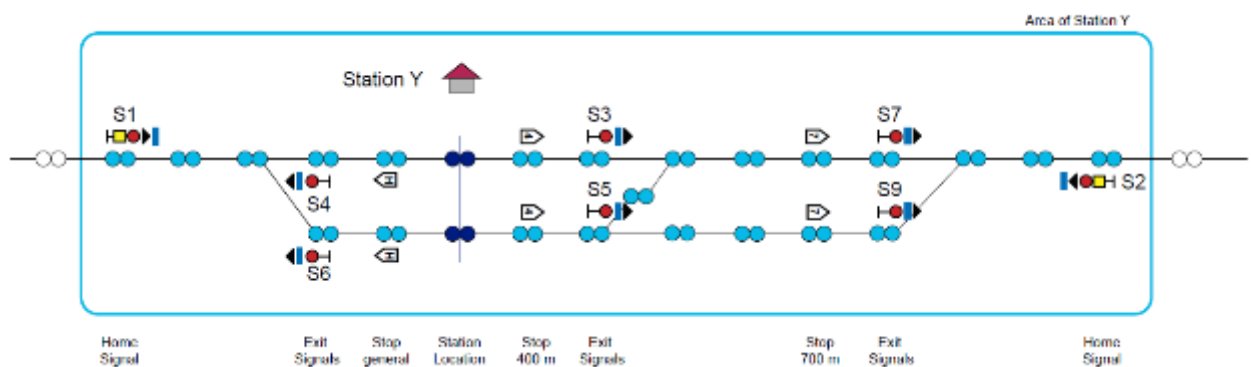 Area of Station Y
Station Y
S1
S3
S7
S4
S5
S2
S9
S6
Home Signal
Exit Signals
Stop general
Station Location
Stop 400 m
Exit Signals
Stop 700 m
Exit Signals
Home Signal